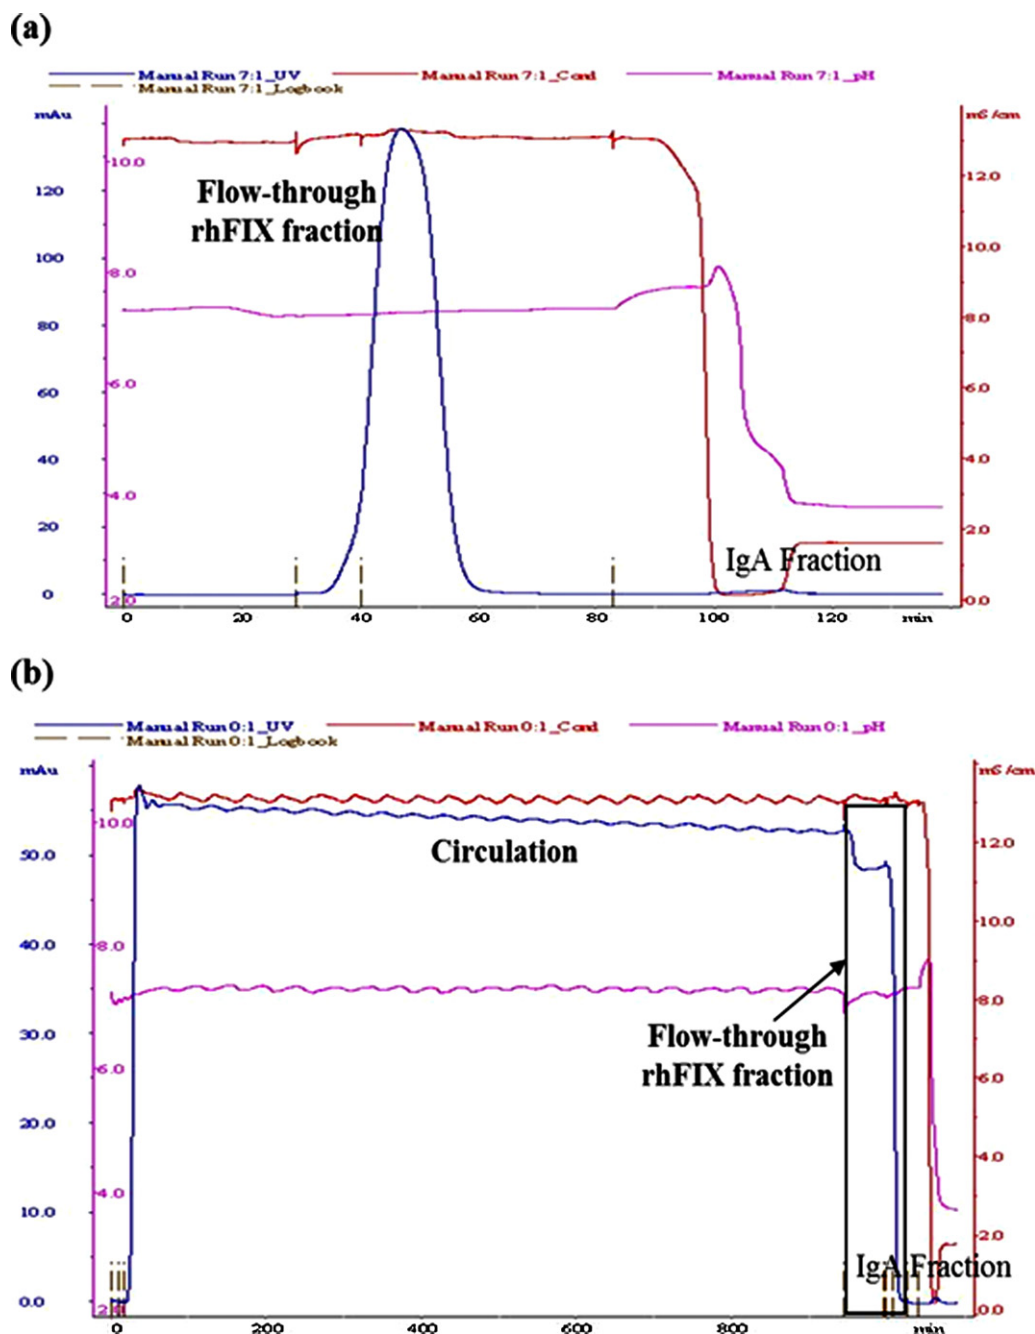 (a)
Manual Run 7:1_UV Manual Run 7:1_Cond Manual Run 7:1_pH
Manual Run 7:1_Logbook
mAu mS/cm
10.0
12.0
120
Flow-through
rhFIX fraction
10.0
100
8.0
8.0
80
6.0
6.0
60
40
4.0
4.0
20
2.0
IgA Fraction
0
2.0
0.0
0 20 40 60 80 100 120 min
(b)
Manual Run 0:1_UV Manual Run 0:1_Cond Manual Run 0:1_pH
Manual Run 0:1_Logbook
mAu mS/cm
10.0
12.0
50.0
Circulation
10.0
40.0
8.0
8.0
30.0
Flow-through
rhFIX fraction
6.0
6.0
20.0
4.0
4.0
10.0
2.0
IgA Fraction
0.0
2.0
0.0
0 200 400 600 800 min